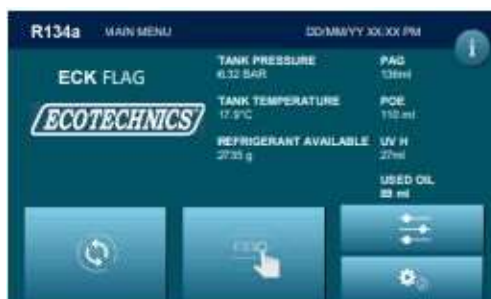 R134a MAIN MENU DD/MM/YY XX:XX PM
i
ECK FLAG
ECOTECHNICS
TANK PRESSURE
6.32 BAR
TANK TEMPERATURE
17.9°C
REFRIGERANT AVAILABLE
2735 g
PAG
136ml
POE
110 ml
UV H
27ml
USED OIL
89 ml